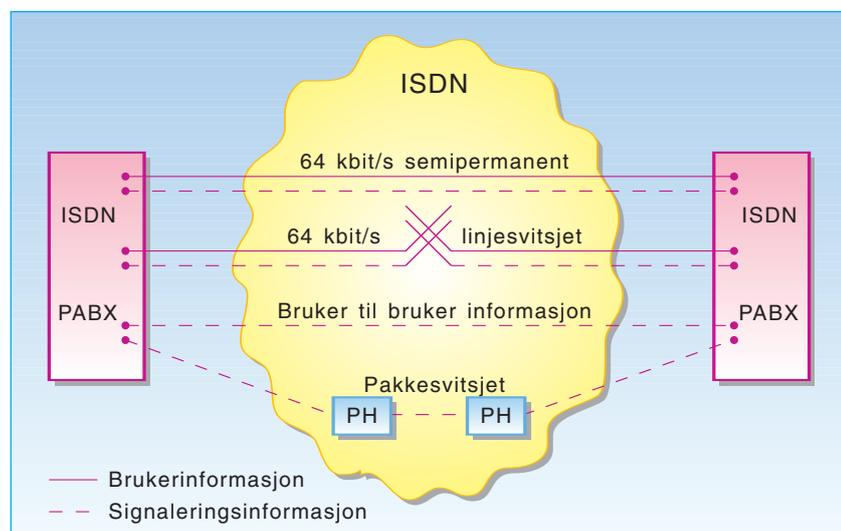 ISDN
64 kbit/s semipermanent
ISDN
ISDN
64 kbit/s
linjesvitsjet
Bruker til bruker informasjon
PABX
PABX
Pakkesvitsjet
PH
PH
Brukerinformasjon
Signaleringsinformasjon